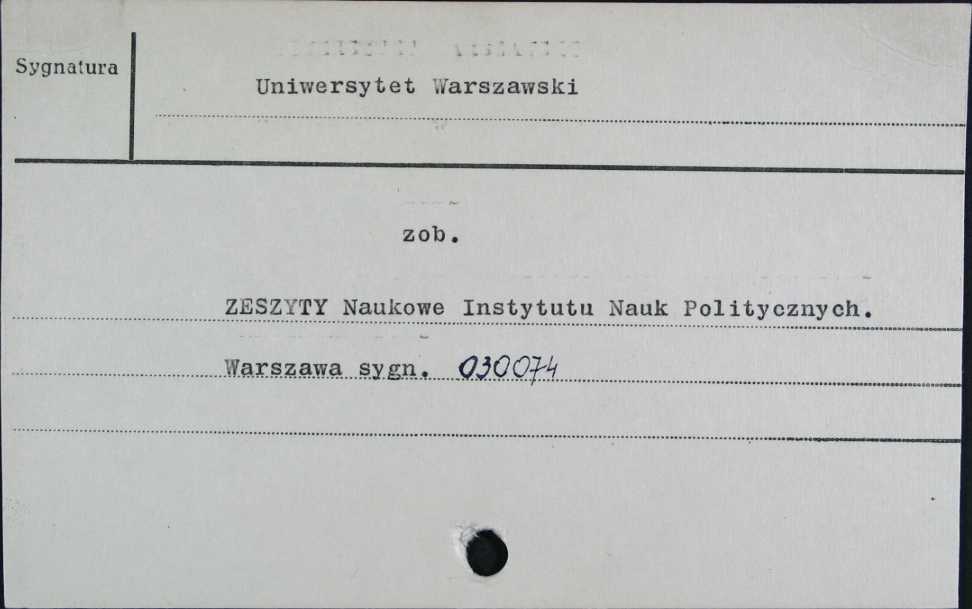 Sygnatura
Uniwersytet Warszawski
zob.
ZESZYTY Naukowe Instytutu Nauk Politycznych.
Warszawa sygn. 030074